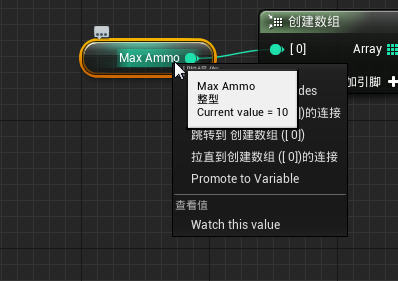 创建数组
Max Ammo
[ 0]
Array
加引脚
Max Ammo
整型
Current value = 10
des
])的连接
跳转到 创建数组 ([ 0])
拉直到 创建数组 ([ 0])的连接
Promote to Variable
查看值
Watch this value